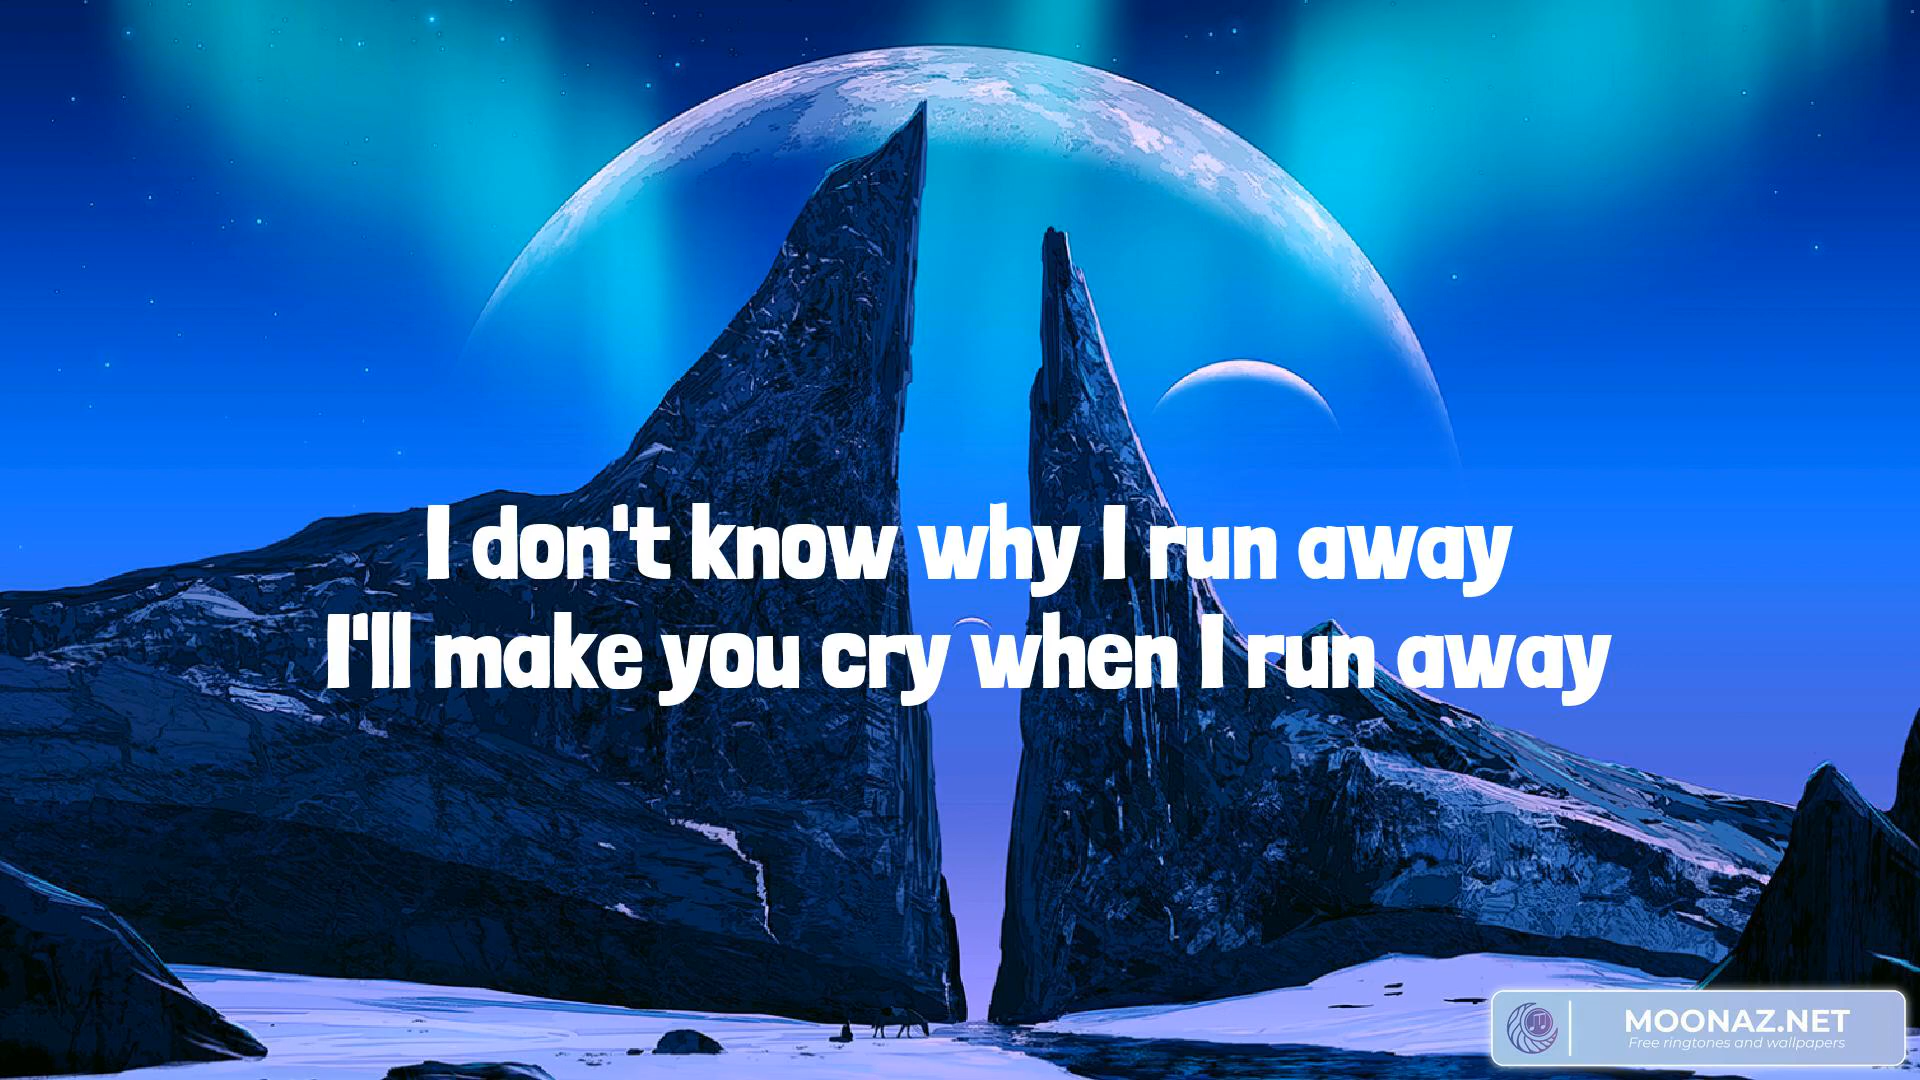 I don't know why I run away
I'll make you cry when I run away
MOONAZ.NET
Free ringtones and wallpapers